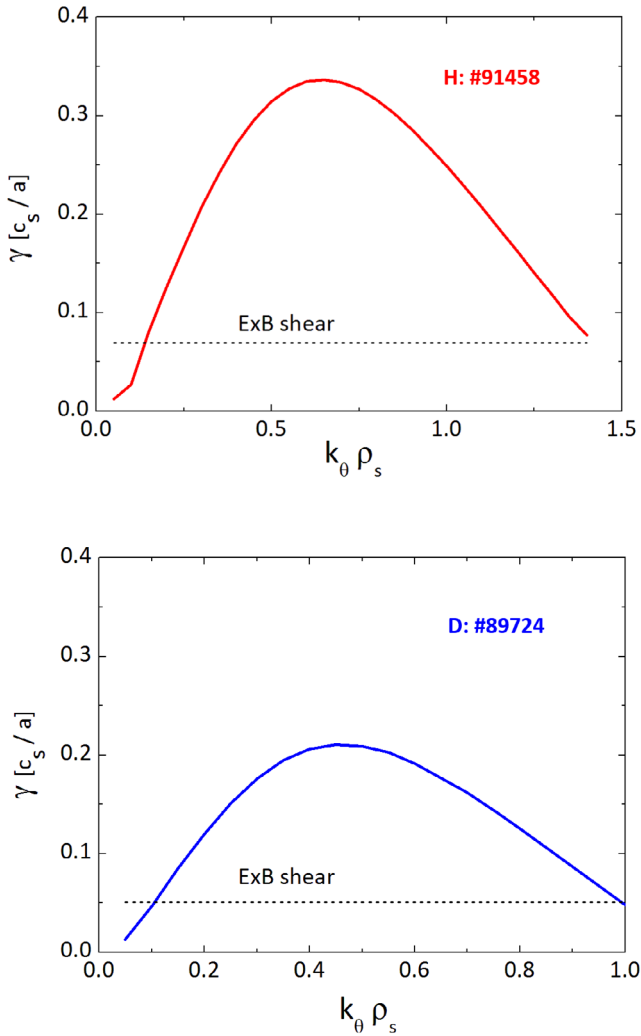 0.4
H: #91458
0.3
γ [c_s / a]
0.2
0.1
ExB shear
0.0
0.0 0.5 1.0 1.5
k_θ ρ_s
0.4
D: #89724
0.3
γ [c_s / a]
0.2
0.1
ExB shear
0.0
0.0 0.2 0.4 0.6 0.8 1.0
k_θ ρ_s